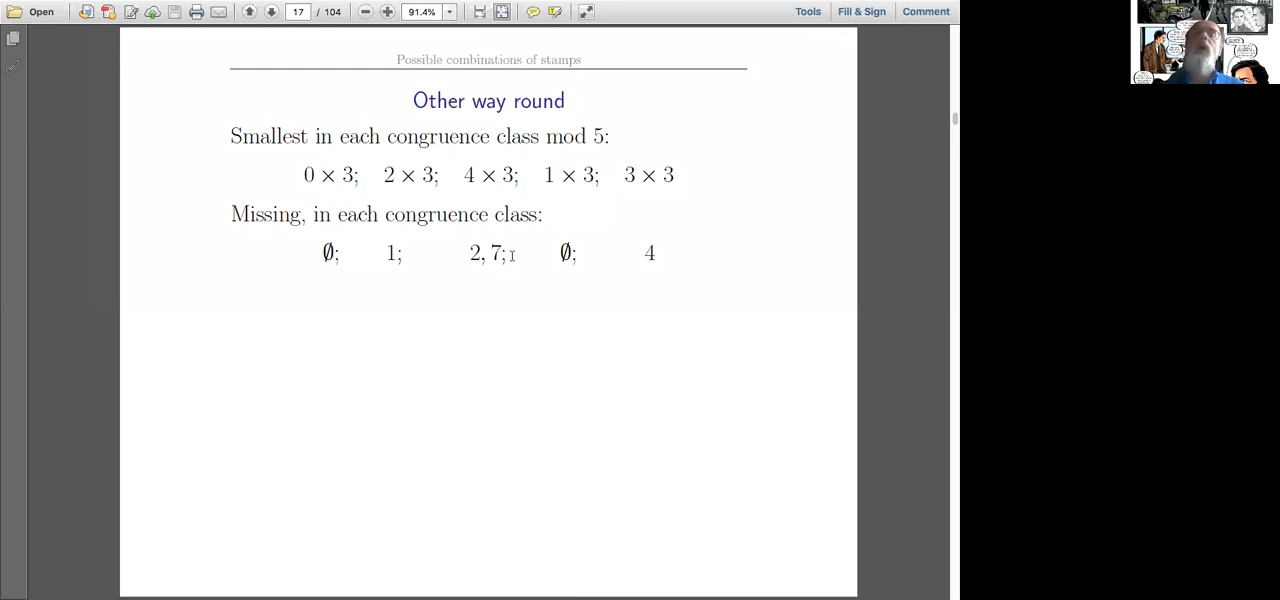 Open 17 / 104 91.4% Tools Fill & Sign Comment
Possible combinations of stamps
Other way round
Smallest in each congruence class mod 5:
0 × 3; 2 × 3; 4 × 3; 1 × 3; 3 × 3
Missing, in each congruence class:
∅; 1; 2, 7; ∅; 4